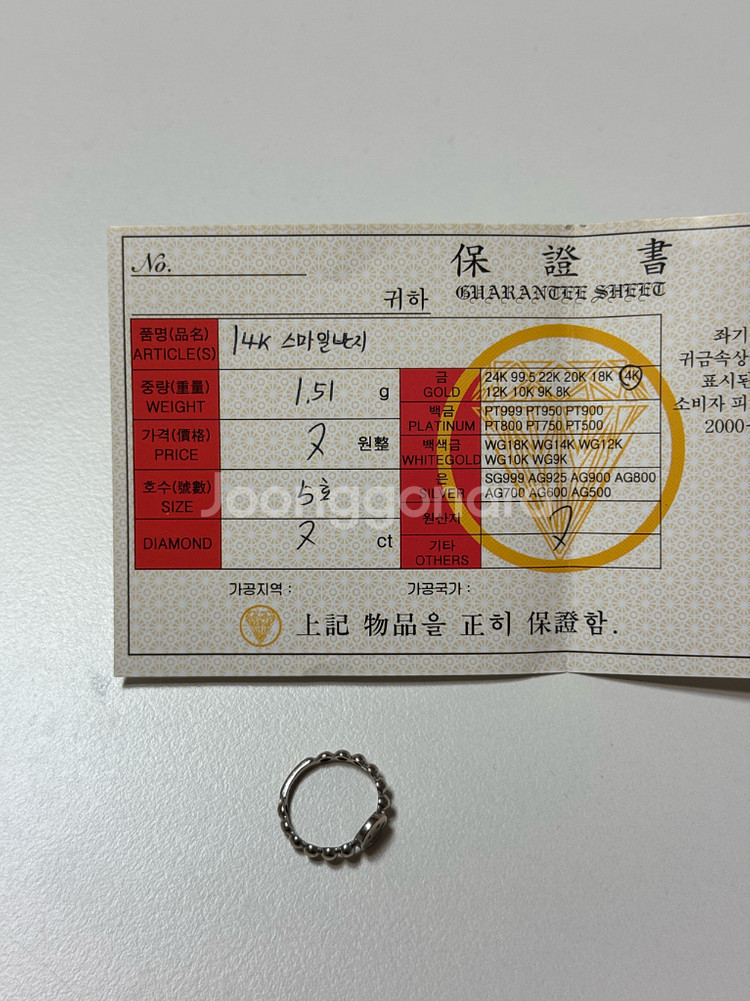 No.
保 證 書
귀하
GUARANTEE SHEET
품명(品名)
ARTICLE(S)
14K 스마일반지
중량(重量)
WEIGHT
1.51 g
가격(價格)
PRICE
원整
호수(號數)
SIZE
5호
DIAMOND
ct
금
GOLD
24K 99.5 22K 20K 18K 14K
12K 10K 9K 8K
백금
PLATINUM
PT999 PT950 PT900
PT800 PT750 PT500
백색금
WHITEGOLD
WG18K WG14K WG12K
WG10K WG9K
은
SILVER
SG999 AG925 AG900 AG800
AG700 AG600 AG500
원산지
기타
OTHERS
가공지역 :
가공국가 :
上記 物品을 正히 保證함.
좌기
귀금속상
표시된
소비자 피
2000-
Joonggonara